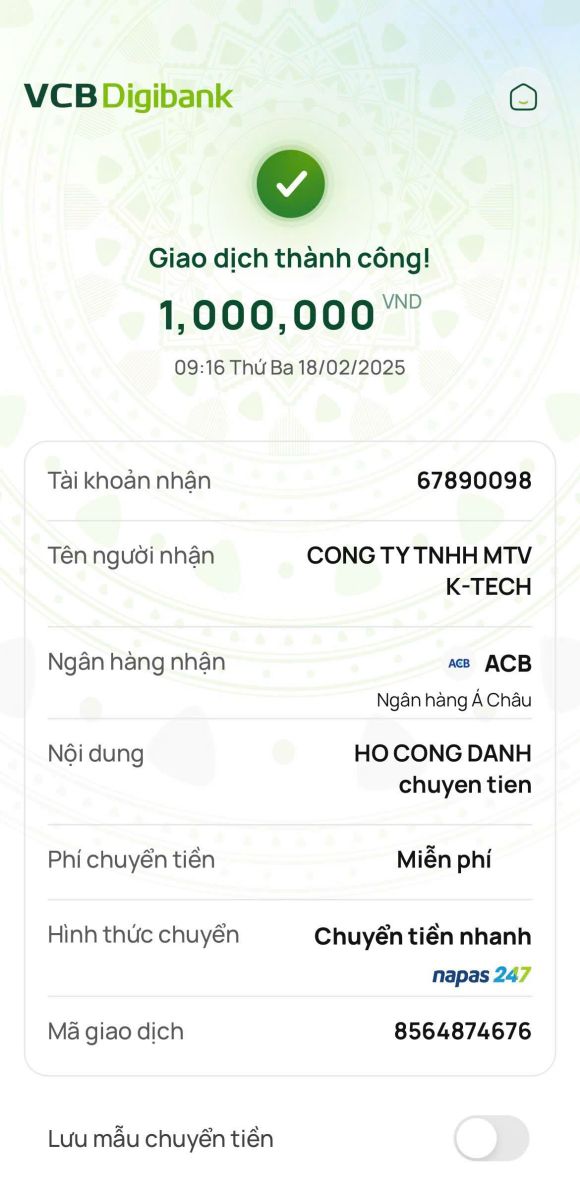 VCB Digibank
Giao dịch thành công!
1,000,000 VND
09:16 Thứ Ba 18/02/2025
Tài khoản nhận 67890098
Tên người nhận CONG TY TNHH MTV
K-TECH
Ngân hàng nhận ACB ACB
Ngân hàng Á Châu
Nội dung HO CONG DANH
chuyen tien
Phí chuyển tiền Miễn phí
Hình thức chuyển Chuyển tiền nhanh
napas 247
Mã giao dịch 8564874676
Lưu mẫu chuyển tiền